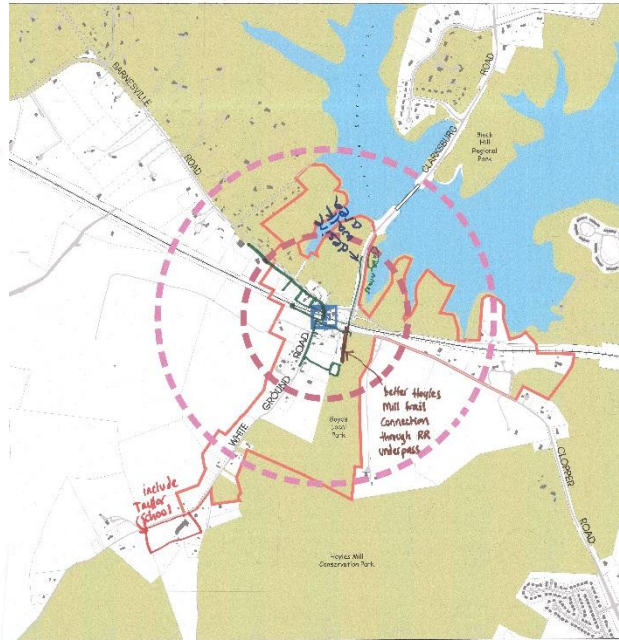 BARNESVILLE
ROAD
CLARKSBURG
ROAD
Black
Hill
Regional
Park
ROAD
GROUND
WHITE
Boyds
Local
Park
better Hoyles
Mill Trail
Connection
through RR
underpass
include
Taylor
School
CLOPPER
ROAD
Hoyles Mill
Conservation Park